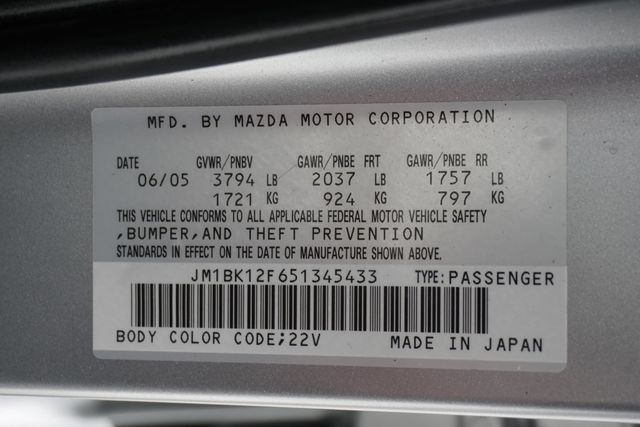 MFD. BY MAZDA MOTOR CORPORATION
DATE GVWR/PNBV GAWR/PNBE FRT GAWR/PNBE RR
06/05 3794 LB 2037 LB 1757 LB
1721 KG 924 KG 797 KG
THIS VEHICLE CONFORMS TO ALL APPLICABLE FEDERAL MOTOR VEHICLE SAFETY
,BUMPER,AND THEFT PREVENTION
STANDARDS IN EFFECT ON THE DATE OF MANUFACTURE SHOWN ABOVE.
JM1BK12F651345433 TYPE:PASSENGER
BODY COLOR CODE;22V MADE IN JAPAN